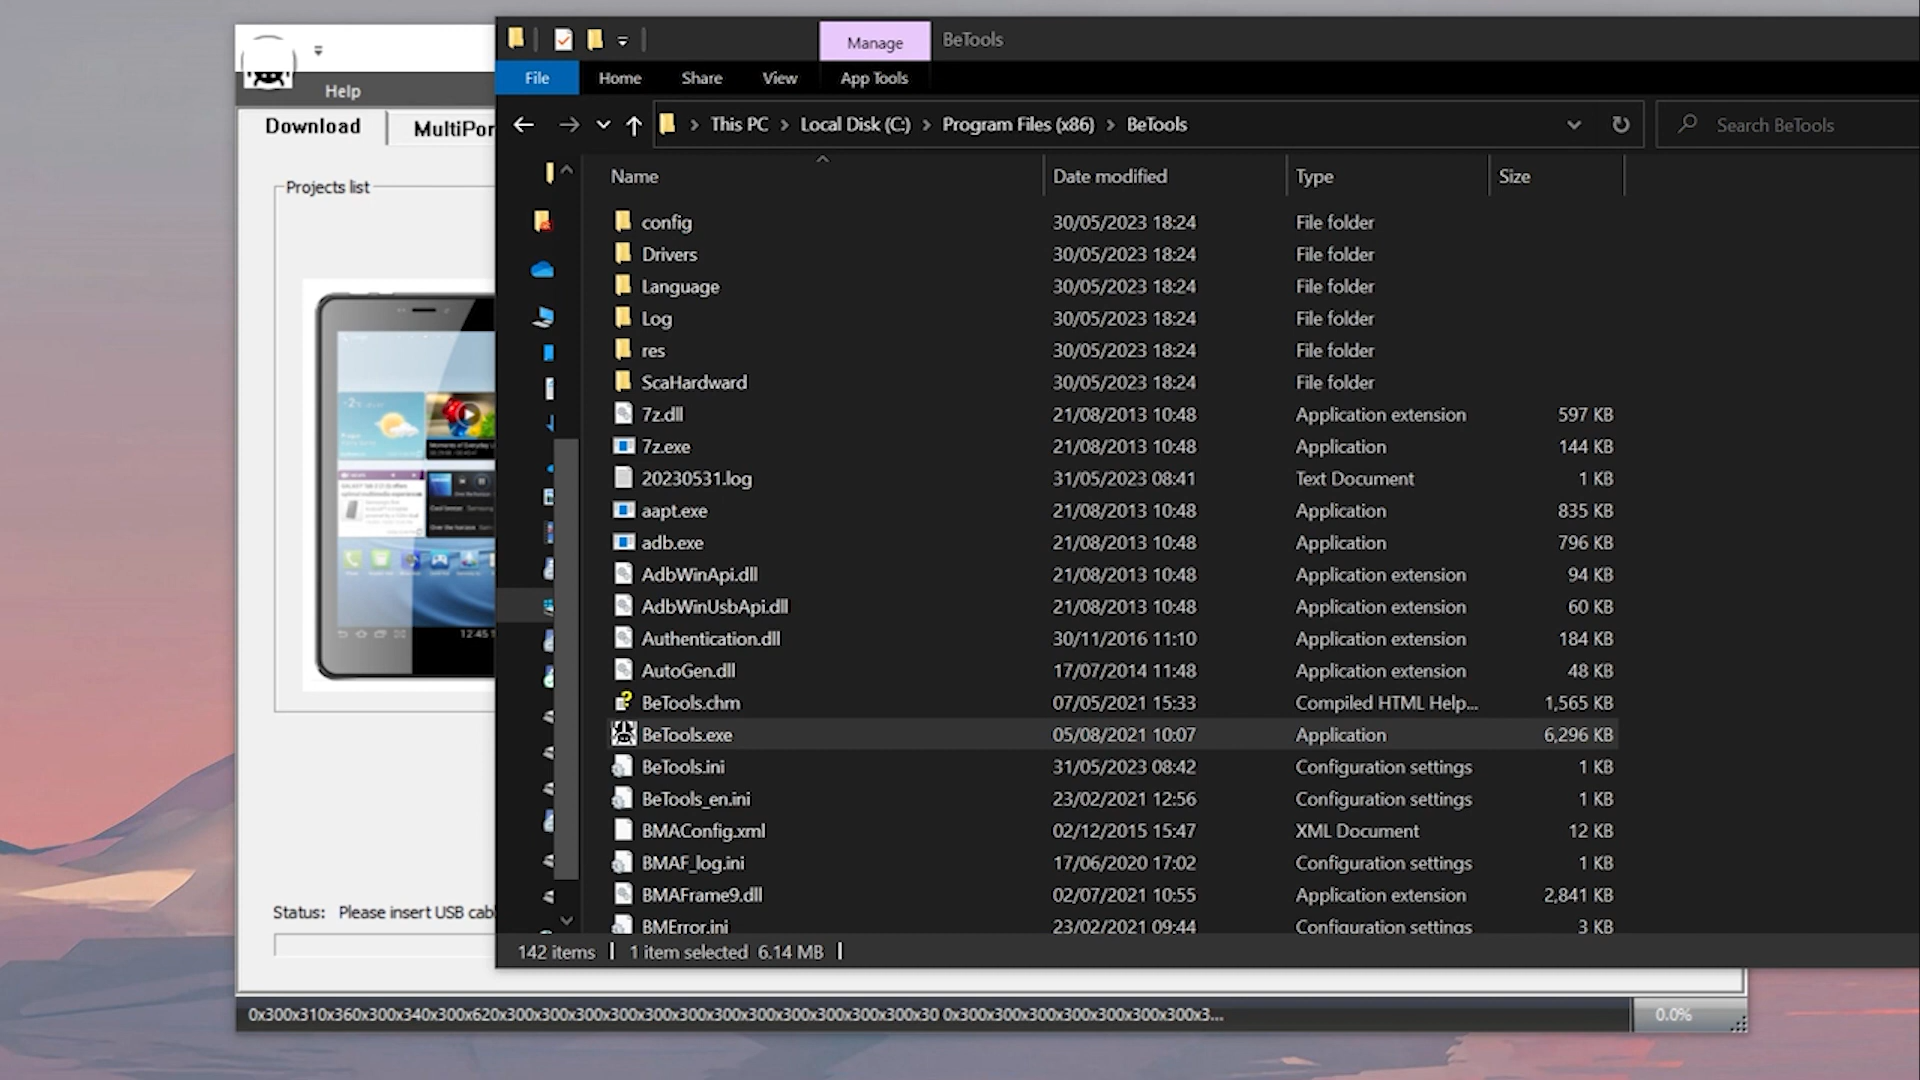 Manage
BeTools
File
Home
Share
View
App Tools
Help
Download
MultiPor
This PC
Local Disk (C:)
Program Files (x86)
BeTools
Search BeTools
Projects list
Name
Date modified
Type
Size
config
30/05/2023 18:24
File folder
Drivers
30/05/2023 18:24
File folder
Language
30/05/2023 18:24
File folder
Log
30/05/2023 18:24
File folder
res
30/05/2023 18:24
File folder
ScaHardward
30/05/2023 18:24
File folder
7z.dll
21/08/2013 10:48
Application extension
597 KB
7z.exe
21/08/2013 10:48
Application
144 KB
20230531.log
31/05/2023 08:41
Text Document
1 KB
aapt.exe
21/08/2013 10:48
Application
835 KB
adb.exe
21/08/2013 10:48
Application
796 KB
AdbWinApi.dll
21/08/2013 10:48
Application extension
94 KB
AdbWinUsbApi.dll
21/08/2013 10:48
Application extension
60 KB
Authentication.dll
30/11/2016 11:10
Application extension
184 KB
AutoGen.dll
17/07/2014 11:48
Application extension
48 KB
BeTools.chm
07/05/2021 15:33
Compiled HTML Help...
1,565 KB
BeTools.exe
05/08/2021 10:07
Application
6,296 KB
BeTools.ini
31/05/2023 08:42
Configuration settings
1 KB
BeTools_en.ini
23/02/2021 12:56
Configuration settings
1 KB
BMAConfig.xml
02/12/2015 15:47
XML Document
12 KB
BMAF_log.ini
17/06/2020 17:02
Configuration settings
1 KB
BMAFrame9.dll
02/07/2021 10:55
Application extension
2,841 KB
BMError.ini
23/02/2021 09:44
Configuration settings
3 KB
-2°c
12:45
Status: Please insert USB cabl
142 items
1 item selected 6.14 MB
0x300x310x360x300x340x300x620x300x300x300x300x300x300x300x300x300x300x300x300x30 0x300x300x300x300x300x300x300x3...
0.0%